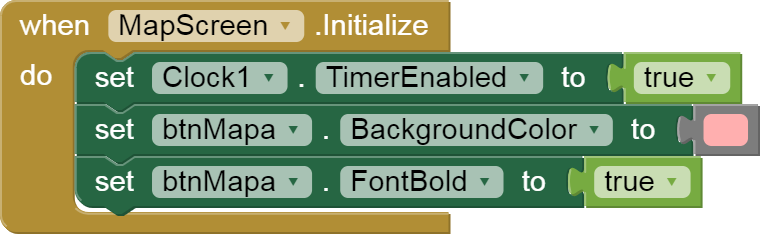 when MapScreen .Initialize
do set Clock1 . TimerEnabled to true
set btnMapa . BackgroundColor to
set btnMapa . FontBold to true